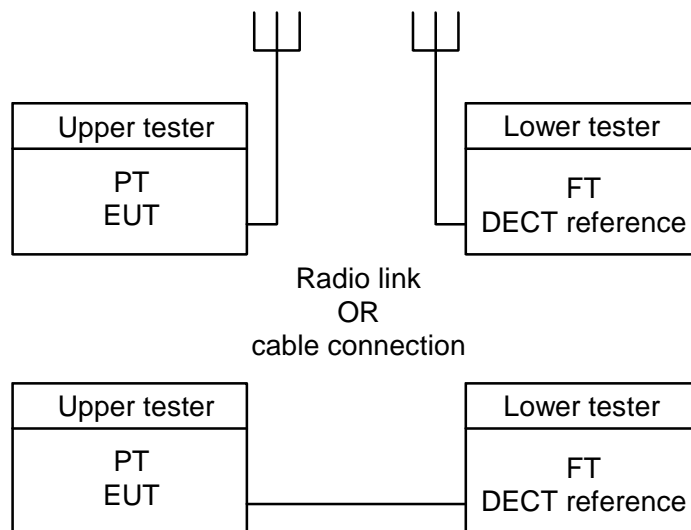 Upper tester
PT
EUT
Lower tester
FT
DECT reference
Radio link
OR
cable connection
Upper tester
PT
EUT
Lower tester
FT
DECT reference